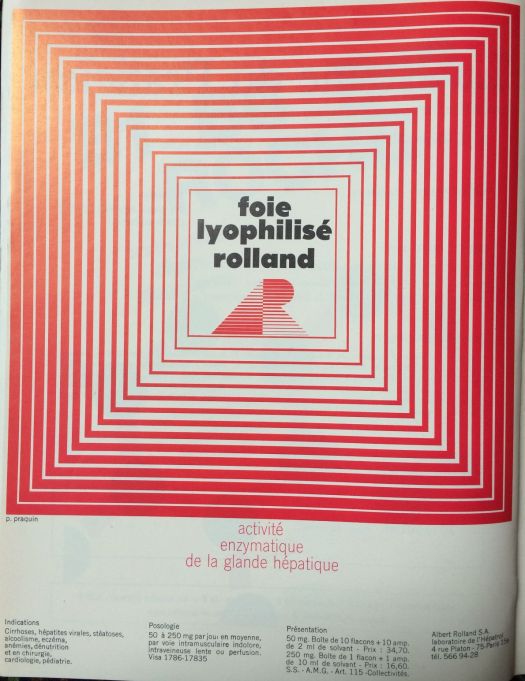 foie
lyophilisé
rolland
p. praquin
activité
enzymatique
de la glande hépatique
Indications
Cirrhoses, hépatites virales, stéatoses,
alcoolisme, eczéma,
anémies, dénutrition
et en chirurgie,
cardiologie, pédiatrie.
Posologie
50 à 250 mg par jou en moyenne,
par voie intramusculaire indolore,
intraveineuse lente ou perfusion.
Visa 1786-17835
Présentation
50 mg. Boîte de 10 flacons + 10 amp.
de 2 ml de solvant - Prix : 34,70.
250 mg. Boîte de 1 flacon + 1 amp.
de 10 ml de solvant - Prix : 16,60.
S.S. - A.M.G. - Art. 115 -Collectivités.
Albert Rolland S.A.
laboratoire de l'Hépatrol
4 rue Platon - 75-Paris 15e
tél. 566.94-28